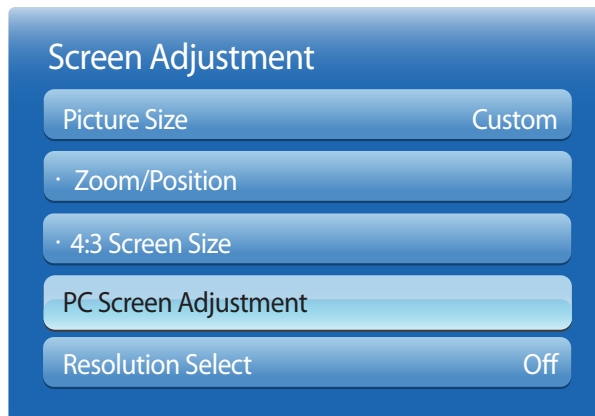 Screen Adjustment
Picture Size Custom
· Zoom/Position
· 4:3 Screen Size
PC Screen Adjustment
Resolution Select Off